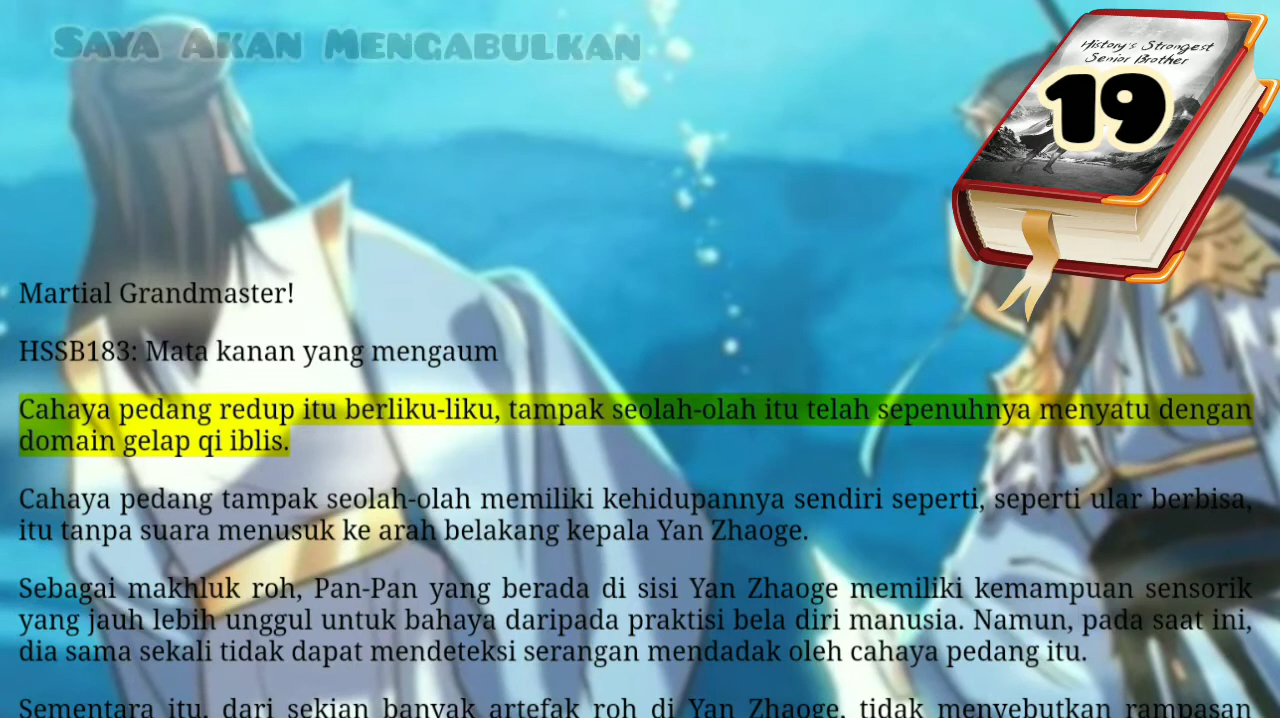 Saya Akan Mengabulkan
History's Strongest
Senior Brother
19
Martial Grandmaster!
HSSB183: Mata kanan yang mengaum
Cahaya pedang redup itu berliku-liku, tampak seolah-olah itu telah sepenuhnya menyatu dengan
domain gelap qi iblis.
Cahaya pedang tampak seolah-olah memiliki kehidupannya sendiri seperti, seperti ular berbisa,
itu tanpa suara menusuk ke arah belakang kepala Yan Zhaoge.
Sebagai makhluk roh, Pan-Pan yang berada di sisi Yan Zhaoge memiliki kemampuan sensorik
yang jauh lebih unggul untuk bahaya daripada praktisi bela diri manusia. Namun, pada saat ini,
dia sama sekali tidak dapat mendeteksi serangan mendadak oleh cahaya pedang itu.
Sementara itu, dari sekian banyak artefak roh di Yan Zhaoge, tidak menyebutkan rampasan